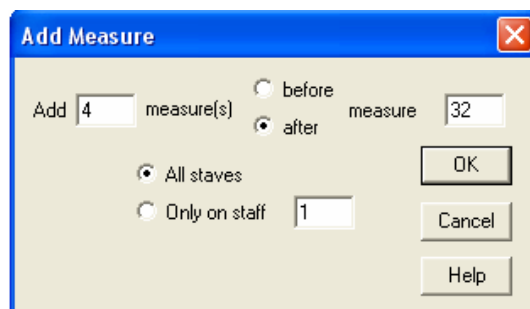 Add Measure
before
Add 4 measure(s) measure 32
after
All staves
OK
Only on staff 1
Cancel
Help